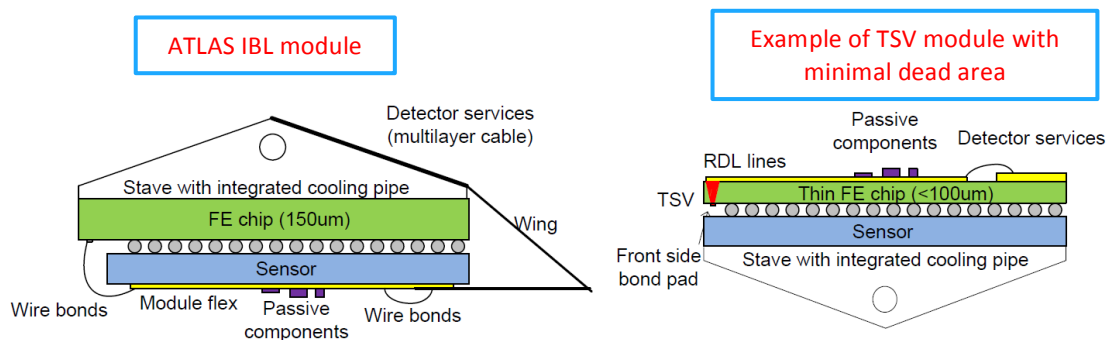 ATLAS IBL module
Detector services
(multilayer cable)
Stave with integrated cooling pipe
FE chip (150um)
Wing
Sensor
Wire bonds
Module flex
Passive
components
Wire bonds
Example of TSV module with
minimal dead area
Passive
components
Detector services
RDL lines
TSV
Thin FE chip (<100um)
Sensor
Front side
bond pad
Stave with integrated cooling pipe